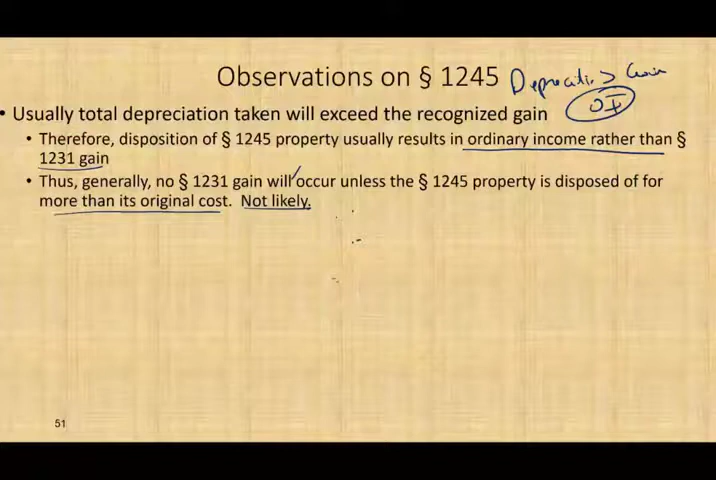 Observations on § 1245 Depreciation > Gain
• Usually total depreciation taken will exceed the recognized gain OI
• Therefore, disposition of § 1245 property usually results in ordinary income rather than §
1231 gain
• Thus, generally, no § 1231 gain will occur unless the § 1245 property is disposed of for
more than its original cost. Not likely.
51